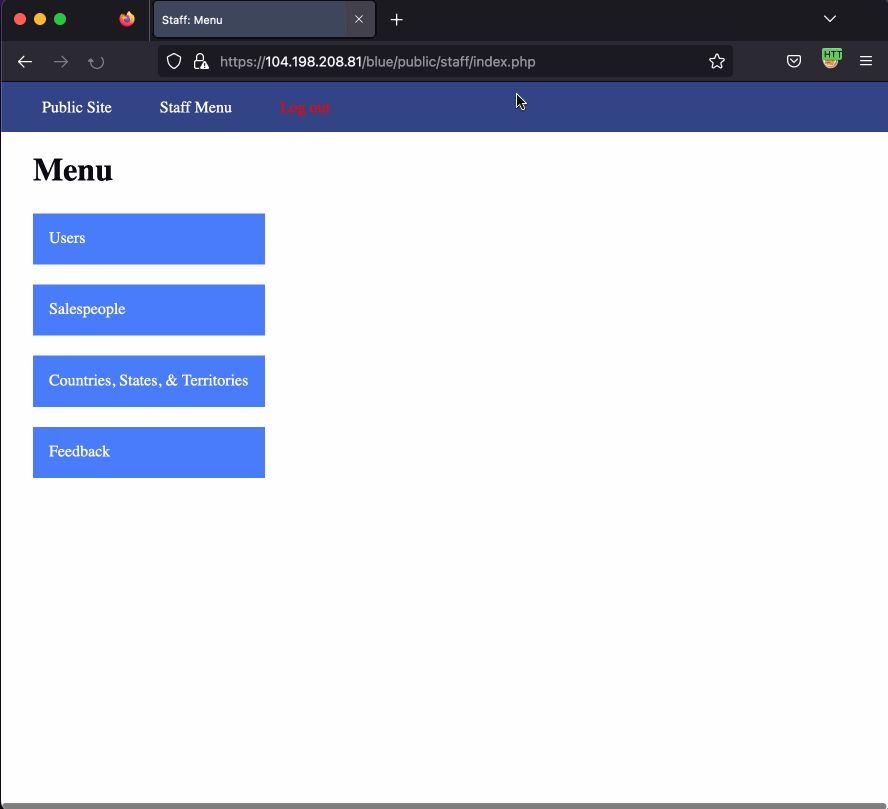 Staff: Menu
https://104.198.208.81/blue/public/staff/index.php
HTT
Public Site Staff Menu Log out
Menu
Users
Salespeople
Countries, States, & Territories
Feedback